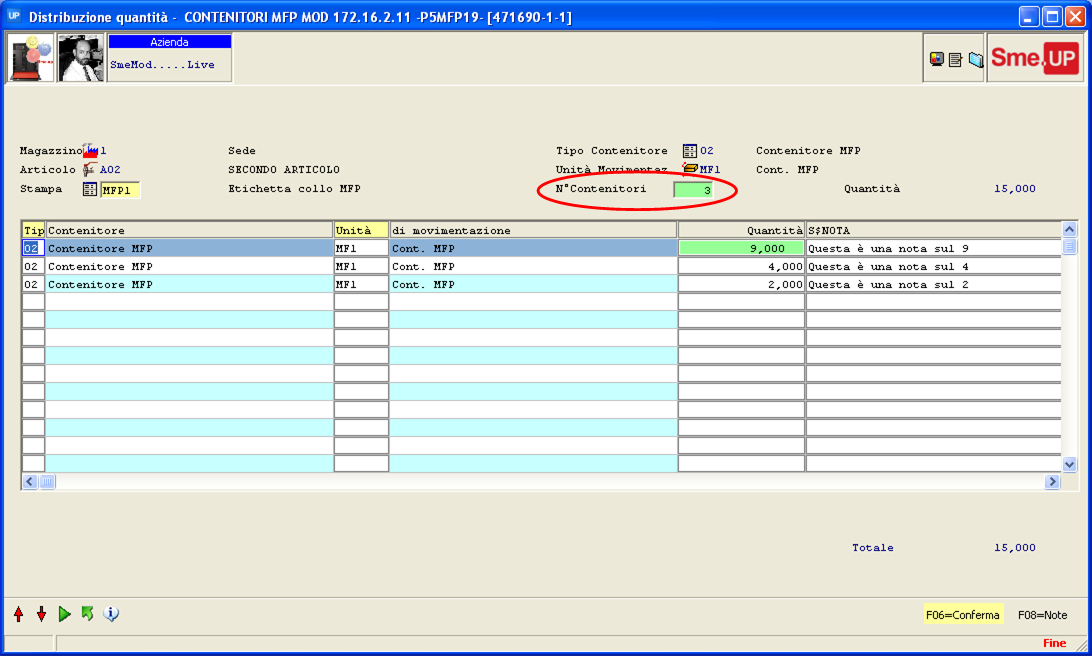 UP Distribuzione quantità - CONTENITORI MFP MOD 172.16.2.11 -P5MFP19- [471690-1-1]
Azienda
SmeMod.....Live
Sme.UP
Magazzino 1 Sede Tipo Contenitore 02 Contenitore MFP
Articolo A02 SECONDO ARTICOLO Unità Movimentaz MF1 Cont. MFP
Stampa MFP1 Etichetta collo MFP N°Contenitori 3 Quantità 15,000
Tip Contenitore Unità di movimentazione Quantità S$NOTA
02 Contenitore MFP MF1 Cont. MFP 9,000 Questa è una nota sul 9
02 Contenitore MFP MF1 Cont. MFP 4,000 Questa è una nota sul 4
02 Contenitore MFP MF1 Cont. MFP 2,000 Questa è una nota sul 2
Totale 15,000
F06=Conferma F08=Note
Fine